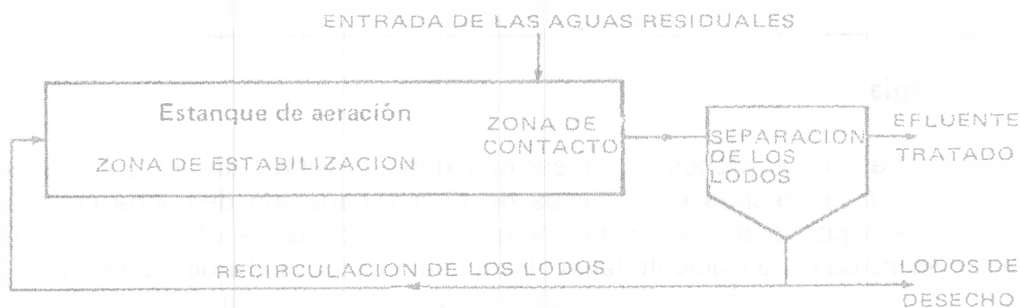 ENTRADA DE LAS AGUAS RESIDUALES
Estanque de aeración
ZONA DE ESTABILIZACION
ZONA DE
CONTACTO
SEPARACION
DE LOS
LODOS
EFLUENTE
TRATADO
RECIRCULACION DE LOS LODOS
LODOS DE
DESECHO